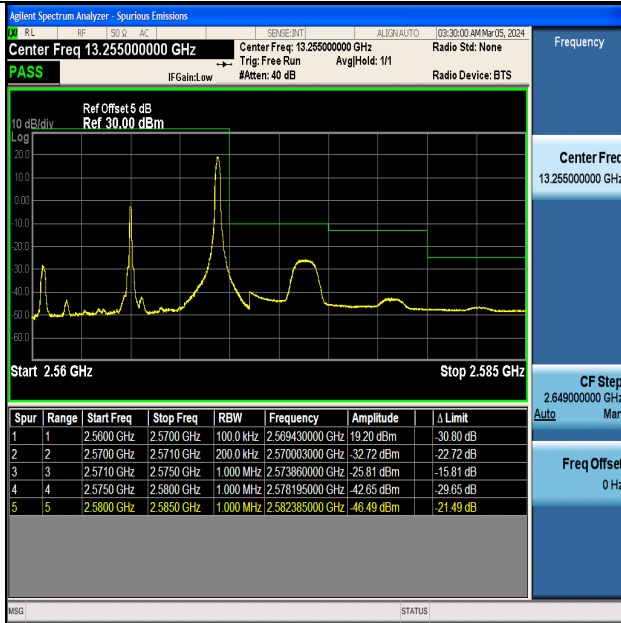 Agilent Spectrum Analyzer - Spurious Emissions
RL RF 50 Ω AC SENSE:INT ALIGN AUTO 03:30:00 AM Mar 05, 2024
Center Freq 13.255000000 GHz
Center Freq: 13.255000000 GHz
Radio Std: None
Trig: Free Run Avg|Hold: 1/1
PASS
IFGain:Low
#Atten: 40 dB
Radio Device: BTS
Frequency
Ref Offset 5 dB
10 dB/div Ref 30.00 dBm
Log
20.0
10.0
0.00
-10.0
-20.0
-30.0
-40.0
-50.0
-60.0
Start 2.56 GHz Stop 2.585 GHz
Center Freq
13.255000000 GHz
CF Step
2.649000000 GHz
Auto Man
Freq Offset
0 Hz
Spur Range Start Freq Stop Freq RBW Frequency Amplitude Δ Limit
1 1 2.5600 GHz 2.5700 GHz 100.0 kHz 2.569430000 GHz 19.20 dBm -30.80 dB
2 2 2.5700 GHz 2.5710 GHz 200.0 kHz 2.570003000 GHz -32.72 dBm -22.72 dB
3 3 2.5710 GHz 2.5750 GHz 1.000 MHz 2.573860000 GHz -25.81 dBm -15.81 dB
4 4 2.5750 GHz 2.5800 GHz 1.000 MHz 2.578195000 GHz -42.65 dBm -29.65 dB
5 5 2.5800 GHz 2.5850 GHz 1.000 MHz 2.582385000 GHz -46.49 dBm -21.49 dB
MSG STATUS